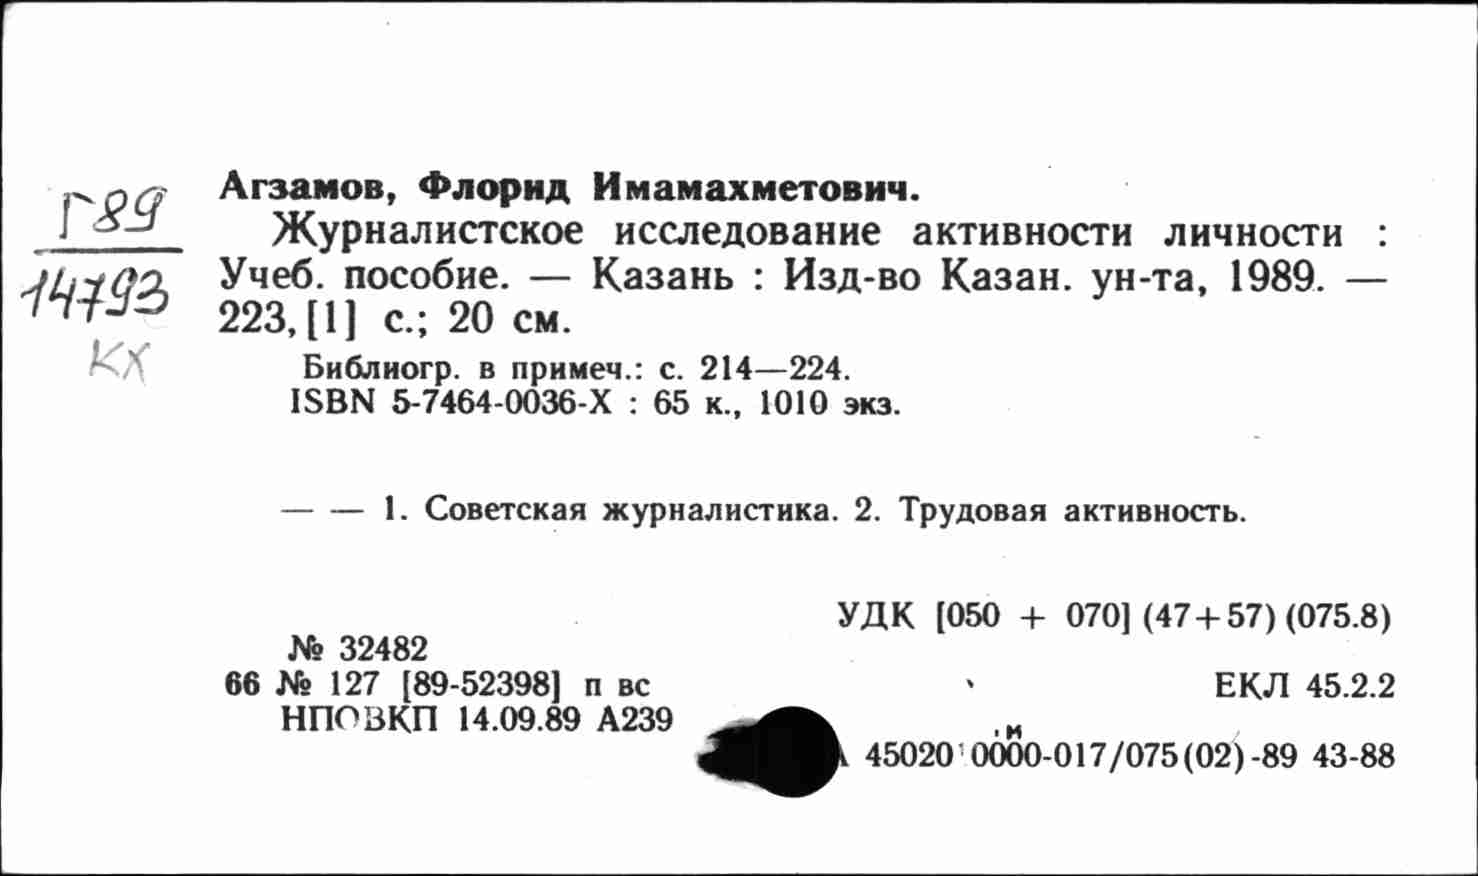 Г89
14793
КХ
Агзамов, Флорид Имамахметович.
Журналистское исследование активности личности :
Учеб. пособие. — Казань : Изд-во Казан. ун-та, 1989. —
223, [1] с.; 20 см.
Библиогр. в примеч.: с. 214—224.
ISBN 5-7464-0036-X : 65 к., 1010 экз.
— — 1. Советская журналистика. 2. Трудовая активность.
УДК [050 + 070] (47+57) (075.8)
№ 32482
66 № 127 [89-52398] п вс
ЕКЛ 45.2.2
НПОВКП 14.09.89 А239
45020 0000-017/075(02)-89 43-88